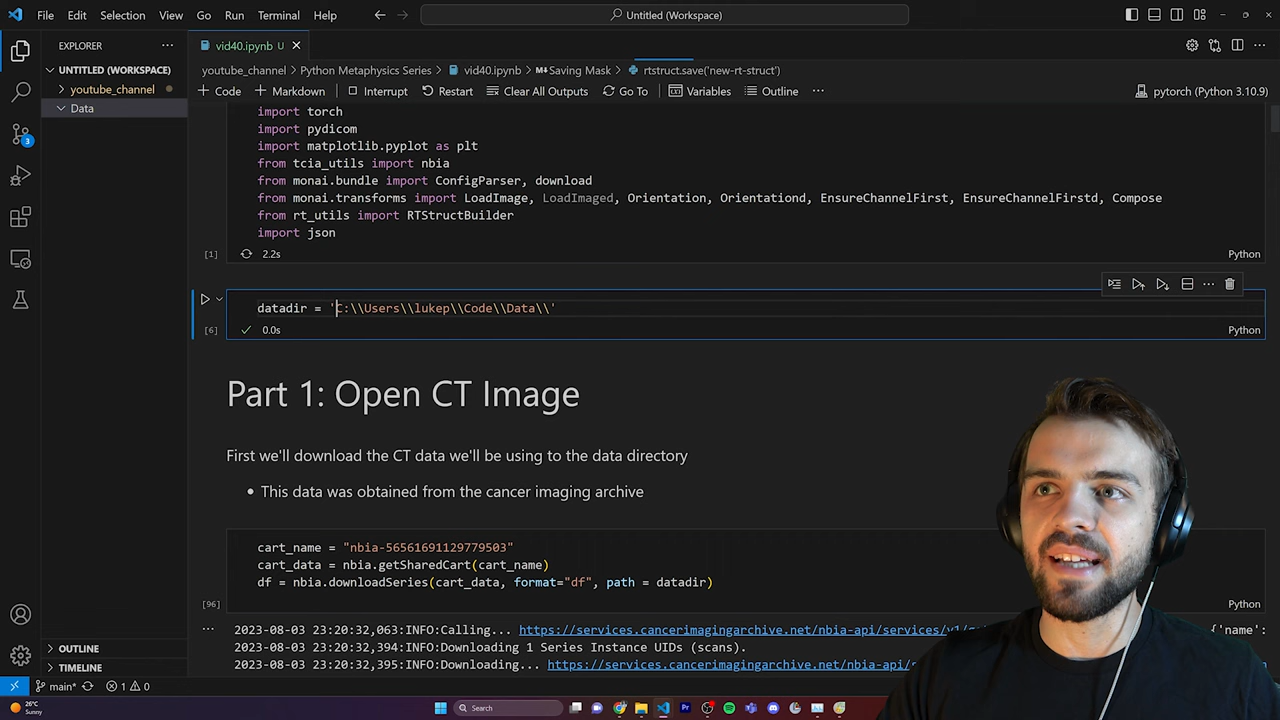 File Edit Selection View Go Run Terminal Help
Untitled (Workspace)
EXPLORER
UNTITLED (WORKSPACE)
youtube_channel
Data
OUTLINE
TIMELINE
vid40.ipynb U
youtube_channel > Python Metaphysics Series > vid40.ipynb > Saving Mask > rtstruct.save('new-rt-struct')
+ Code + Markdown Interrupt Restart Clear All Outputs Go To Variables Outline
pytorch (Python 3.10.9)
import torch
import pydicom
import matplotlib.pyplot as plt
from tcia_utils import nbia
from monai.bundle import ConfigParser, download
from monai.transforms import LoadImage, LoadImaged, Orientation, Orientationd, EnsureChannelFirst, EnsureChannelFirstd, Compose
from rt_utils import RTStructBuilder
import json
[1] 2.2s Python
datadir = 'C:\\Users\\lukep\\Code\\Data\\'
[6] 0.0s Python
Part 1: Open CT Image
First we'll download the CT data we'll be using to the data directory
• This data was obtained from the cancer imaging archive
cart_name = "nbia-56561691129779503"
cart_data = nbia.getSharedCart(cart_name)
df = nbia.downloadSeries(cart_data, format="df", path = datadir)
[96] Python
2023-08-03 23:20:32,063:INFO:Calling... https://services.cancerimagingarchive.net/nbia-api/services/v1/ {'name':
2023-08-03 23:20:32,394:INFO:Downloading 1 Series Instance UIDs (scans).
2023-08-03 23:20:32,395:INFO:Downloading... https://services.cancerimagingarchive.net/nbia-api/
3
main* 1 0
26°C
Sunny
Search